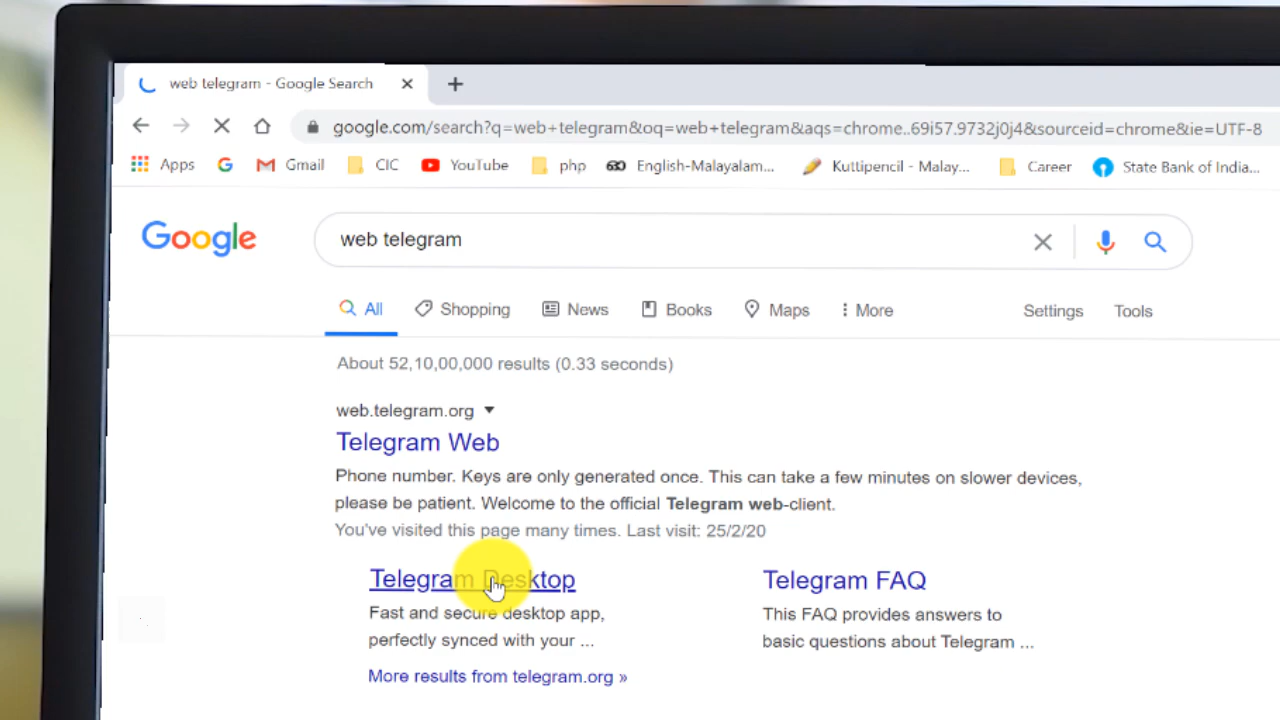 web telegram - Google Search
google.com/search?q=web+telegram&oq=web+telegram&aqs=chrome..69i57.9732j0j4&sourceid=chrome&ie=UTF-8
Apps Gmail CIC YouTube php English-Malayalam... Kuttipencil - Malay... Career State Bank of India...
Google web telegram
All Shopping News Books Maps More Settings Tools
About 52,10,00,000 results (0.33 seconds)
web.telegram.org
Telegram Web
Phone number. Keys are only generated once. This can take a few minutes on slower devices,
please be patient. Welcome to the official Telegram web-client.
You've visited this page many times. Last visit: 25/2/20
Telegram Desktop
Fast and secure desktop app,
perfectly synced with your ...
Telegram FAQ
This FAQ provides answers to
basic questions about Telegram ...
More results from telegram.org »